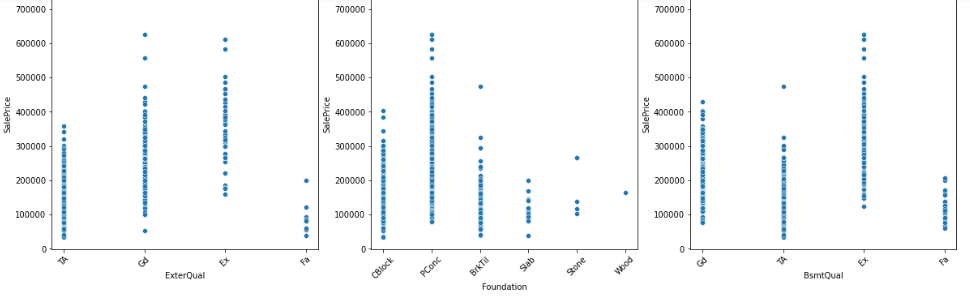 700000
600000
500000
400000
300000
200000
100000
0
SalePrice
TA
Gd
Ex
Fa
ExterQual
700000
600000
500000
400000
300000
200000
100000
0
SalePrice
CBlock
PConc
BrkTil
Slab
Stone
Wood
Foundation
700000
600000
500000
400000
300000
200000
100000
0
SalePrice
Gd
TA
Ex
Fa
BsmtQual